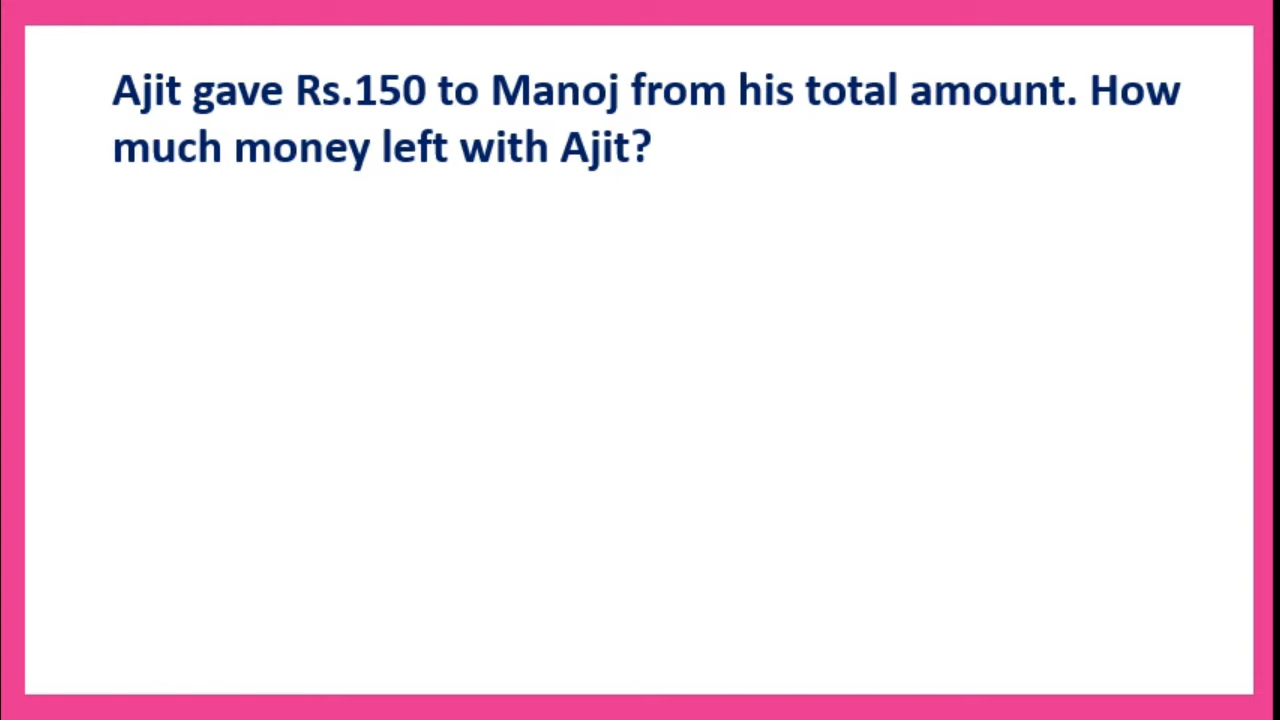 Ajit gave Rs.150 to Manoj from his total amount. How
much money left with Ajit?